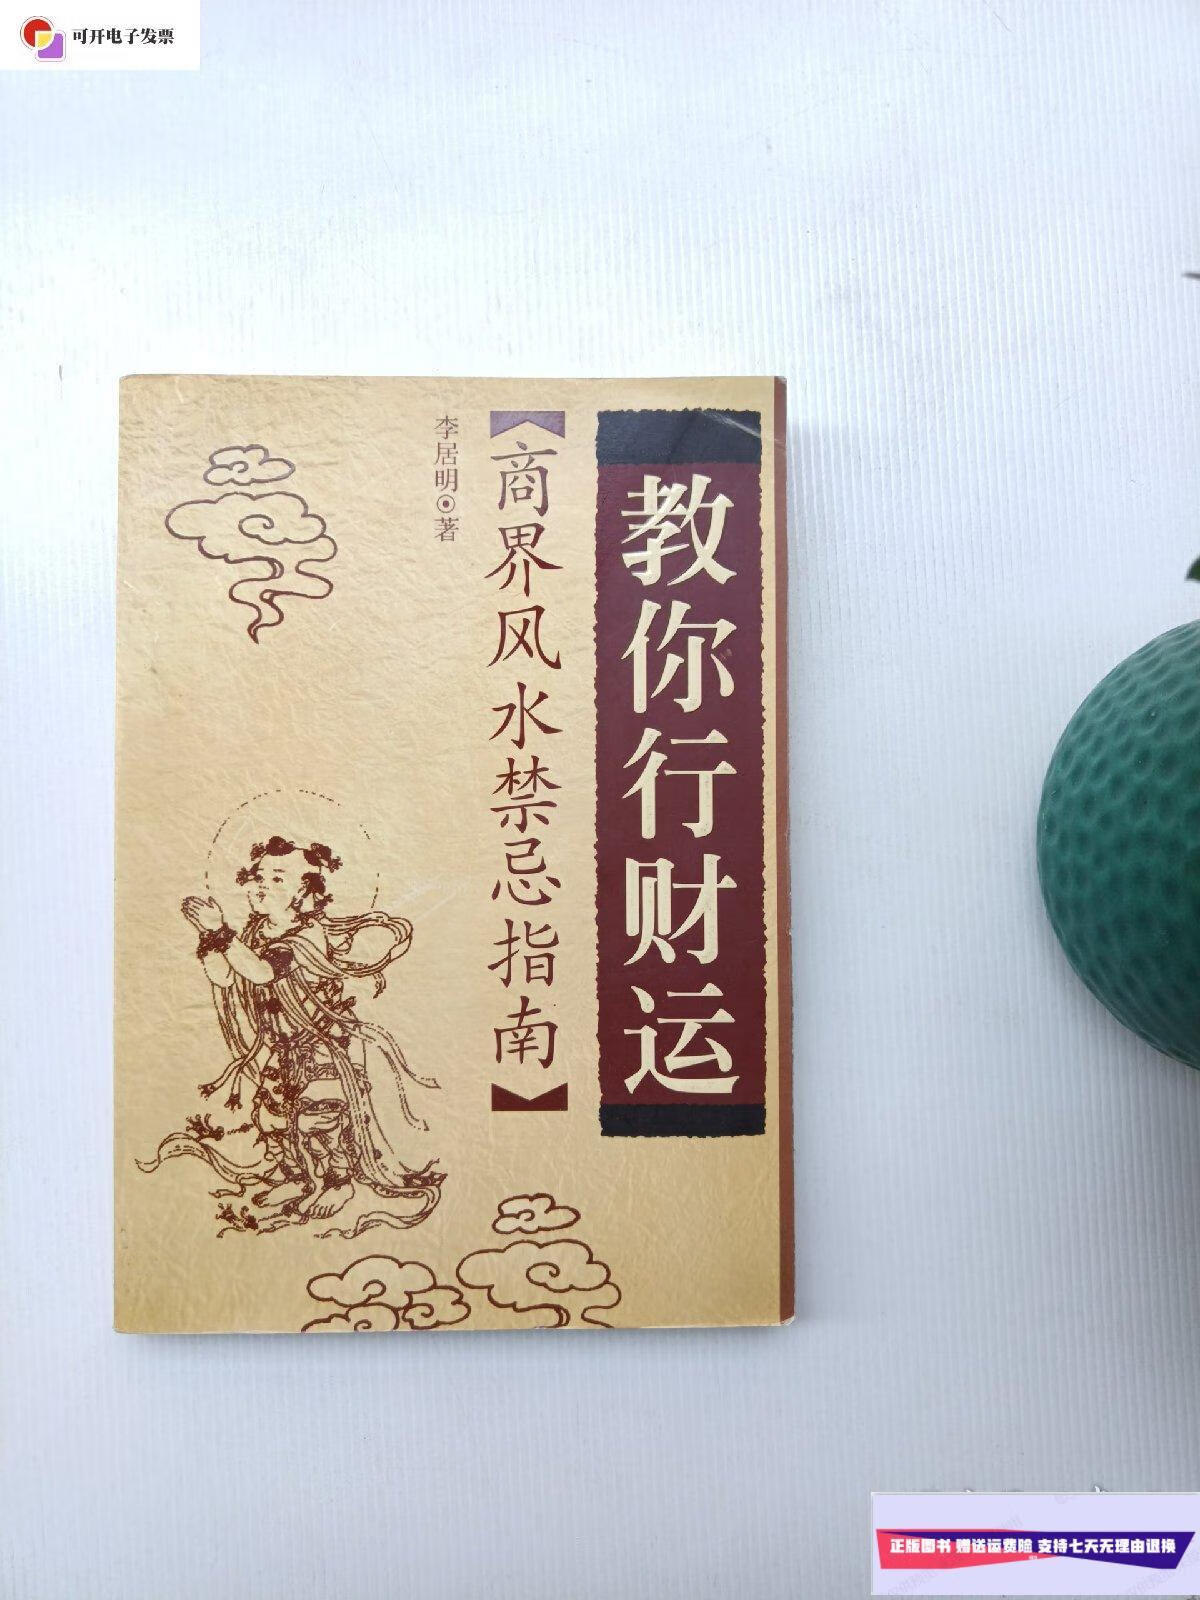 可开电子发票
教你行财运
【商界风水禁忌指南】
李居明⊙著
正版图书 赠送运费险 支持七天无理由退换